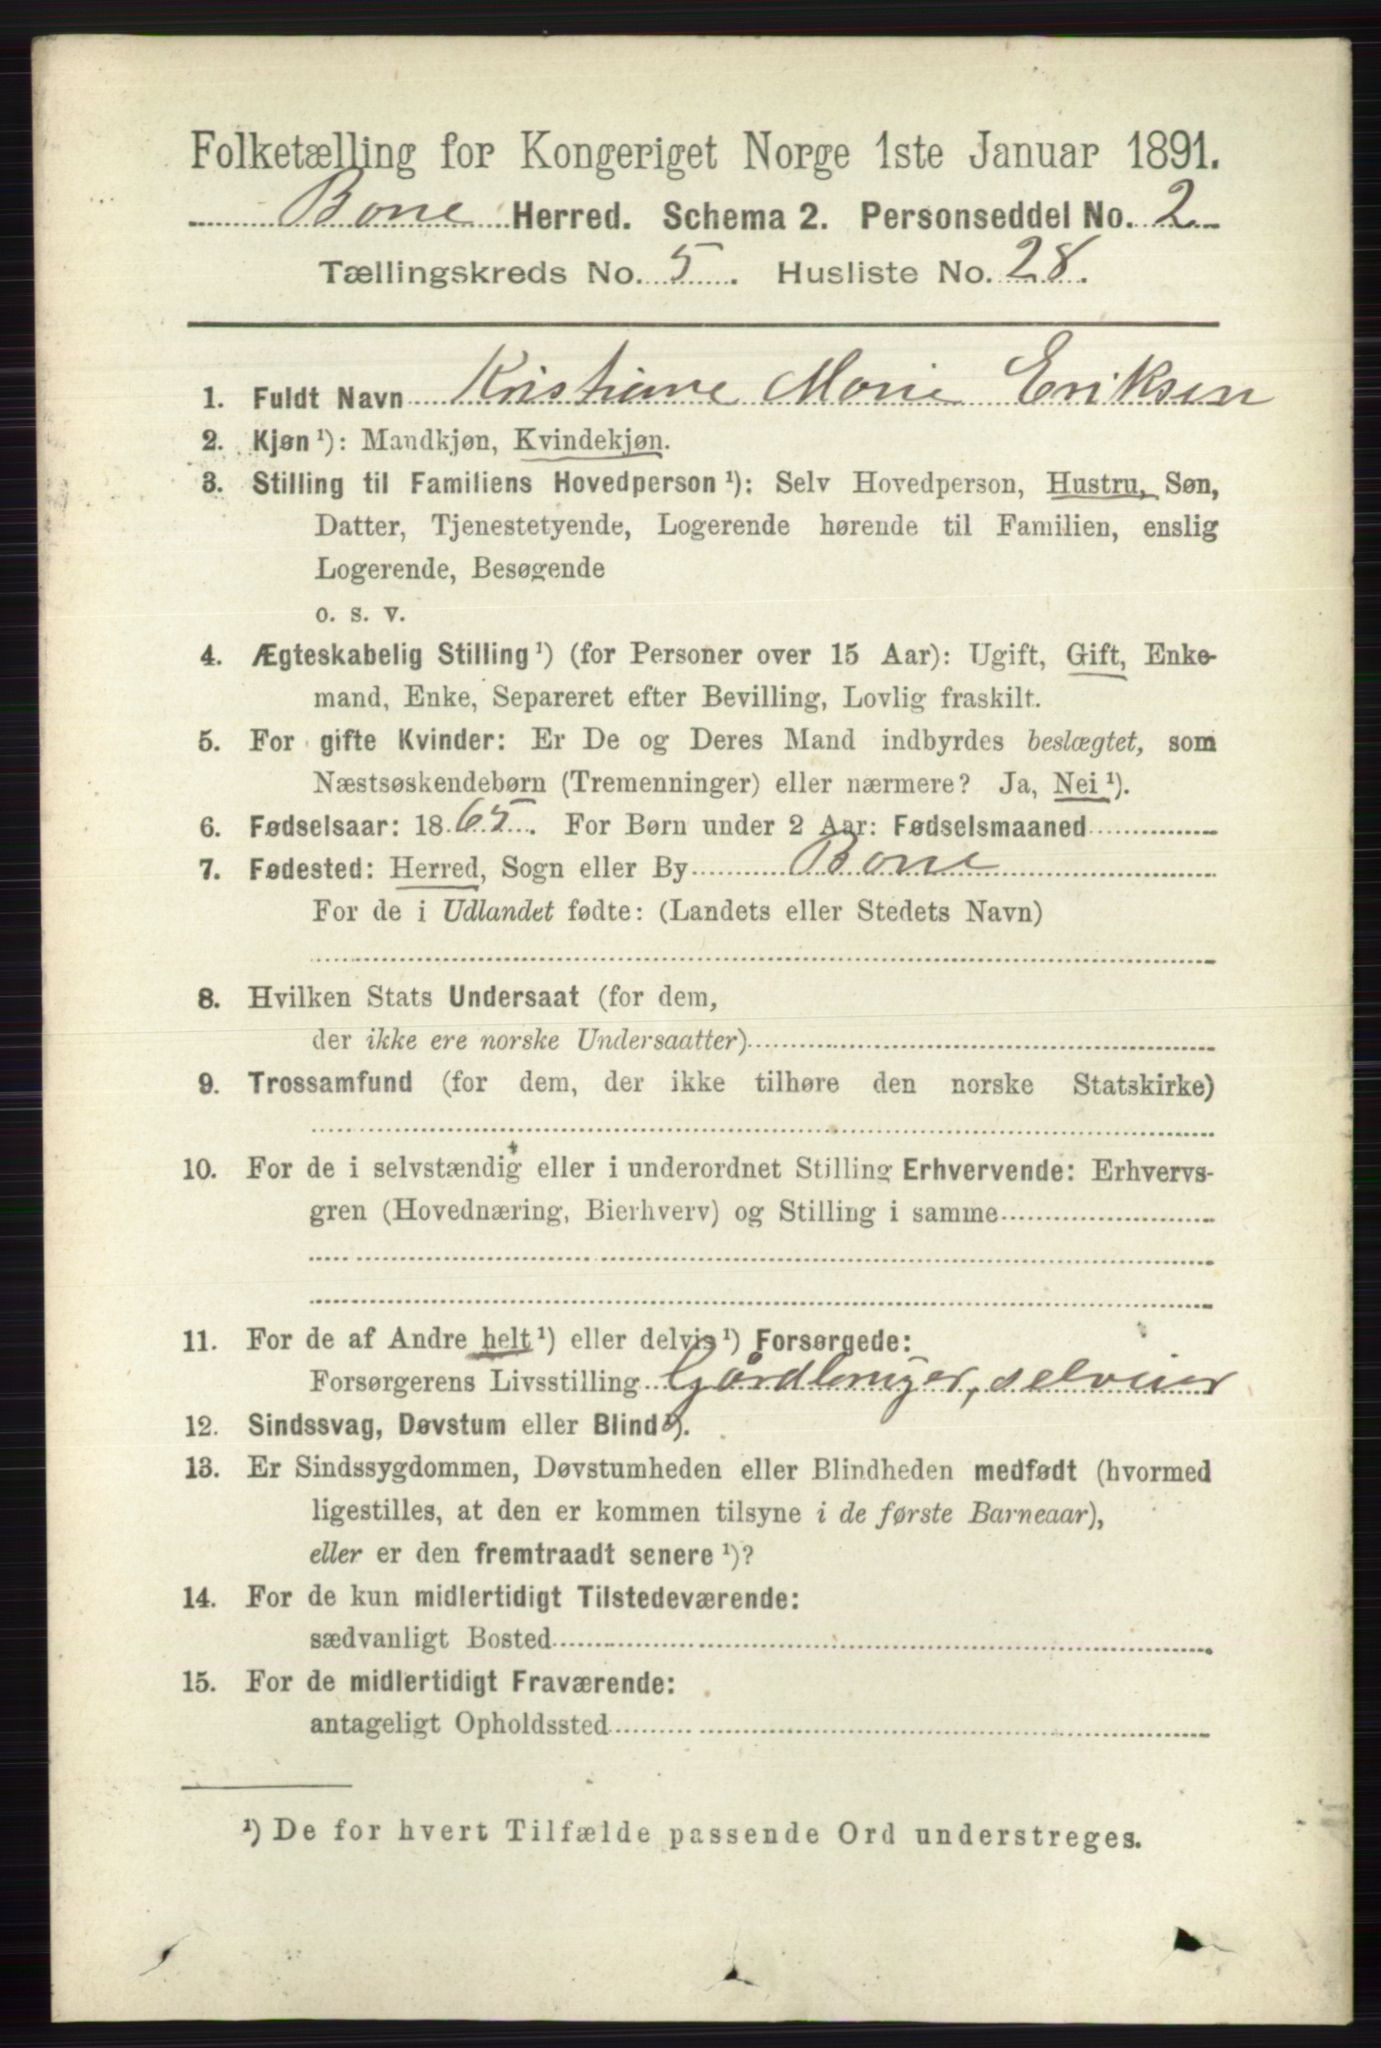 Folketælling for Kongeriget Norge 1ste Januar 1891.
Borre Herred. Schema 2. Personseddel No. 2
Tællingskreds No. 5. Husliste No. 28.
1. Fuldt Navn Kristiane Marie Eriksen
2. Kjøn ¹): Mandkjøn, Kvindekjøn.
3. Stilling til Familiens Hovedperson ¹): Selv Hovedperson, Hustru, Søn,
Datter, Tjenestetyende, Logerende hørende til Familien, enslig
Logerende, Besøgende
o. s. v.
4. Ægteskabelig Stilling ¹) (for Personer over 15 Aar): Ugift, Gift, Enke-
mand, Enke, Separeret efter Bevilling, Lovlig fraskilt.
5. For gifte Kvinder: Er De og Deres Mand indbyrdes beslægtet, som
Næstsøskendebørn (Tremenninger) eller nærmere? Ja, Nei ¹).
6. Fødselsaar: 1865. For Børn under 2 Aar: Fødselsmaaned
7. Fødested: Herred, Sogn eller By Borre
For de i Udlandet fødte: (Landets eller Stedets Navn)
8. Hvilken Stats Undersaat (for dem,
der ikke ere norske Undersaatter)
9. Trossamfund (for dem, der ikke tilhøre den norske Statskirke)
10. For de i selvstændig eller i underordnet Stilling Erhvervende: Erhvervs-
gren (Hovednæring, Bierhverv) og Stilling i samme
11. For de af Andre helt ¹) eller delvis ¹) Forsørgede:
Forsørgerens Livsstilling Gårdbruger, selveier
12. Sindssvag, Døvstum eller Blind ¹).
13. Er Sindssygdommen, Døvstumheden eller Blindheden medfødt (hvormed
ligestilles, at den er kommen tilsyne i de første Barneaar),
eller er den fremtraadt senere ¹)?
14. For de kun midlertidigt Tilstedeværende:
sædvanligt Bosted
15. For de midlertidigt Fraværende:
antageligt Opholdssted
¹) De for hvert Tilfælde passende Ord understreges.